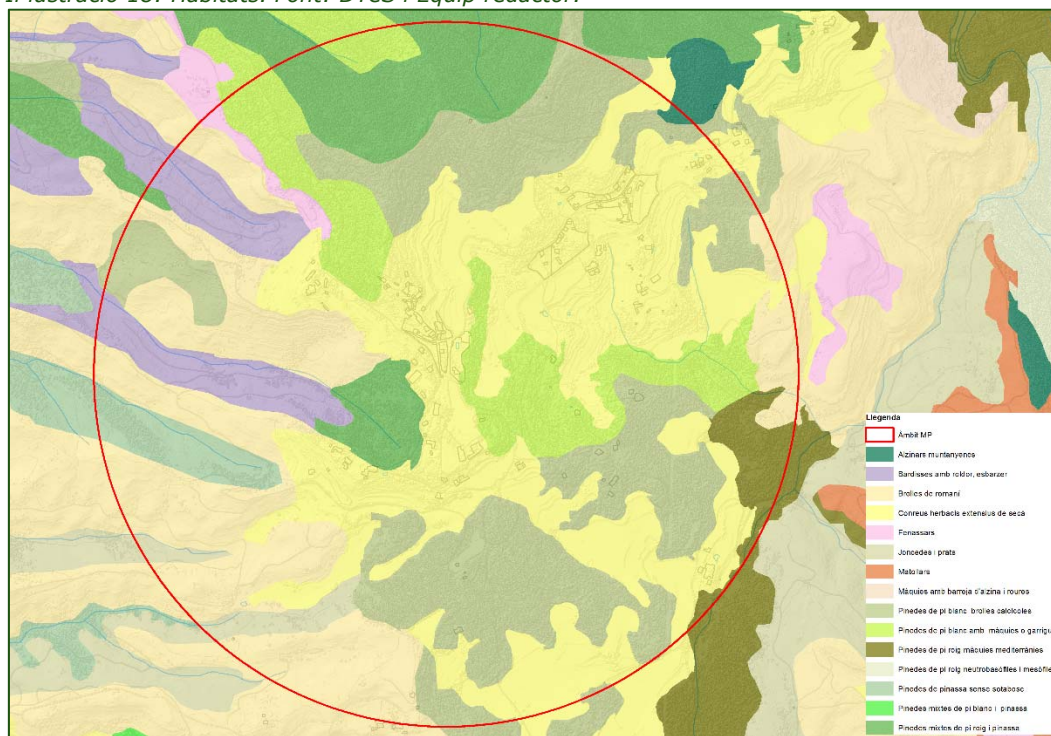 Il·lustració 18. Hàbitats. Font: DTES i Equip redactor.
Llegenda
Àmbit MP
Alzinars muntanyencs
Bardisses amb roldor, esbarzer
Brolles de romaní
Conreus herbacis extensius de secà
Fenassars
Joncedes i prats
Matollars
Màquies amb barreja d'alzina i roures
Pinedes de pi blanc brolles calcícoles
Pinedes de pi blanc amb màquies o garrigu
Pinedes de pi roig màquies mediterrànies
Pinedes de pi roig neutrobasòfiles i mesòfile
Pinedes de pinassa sense sotabosc
Pinedes mixtes de pi blanc i pinassa
Pinedes mixtes de pi roig i pinassa